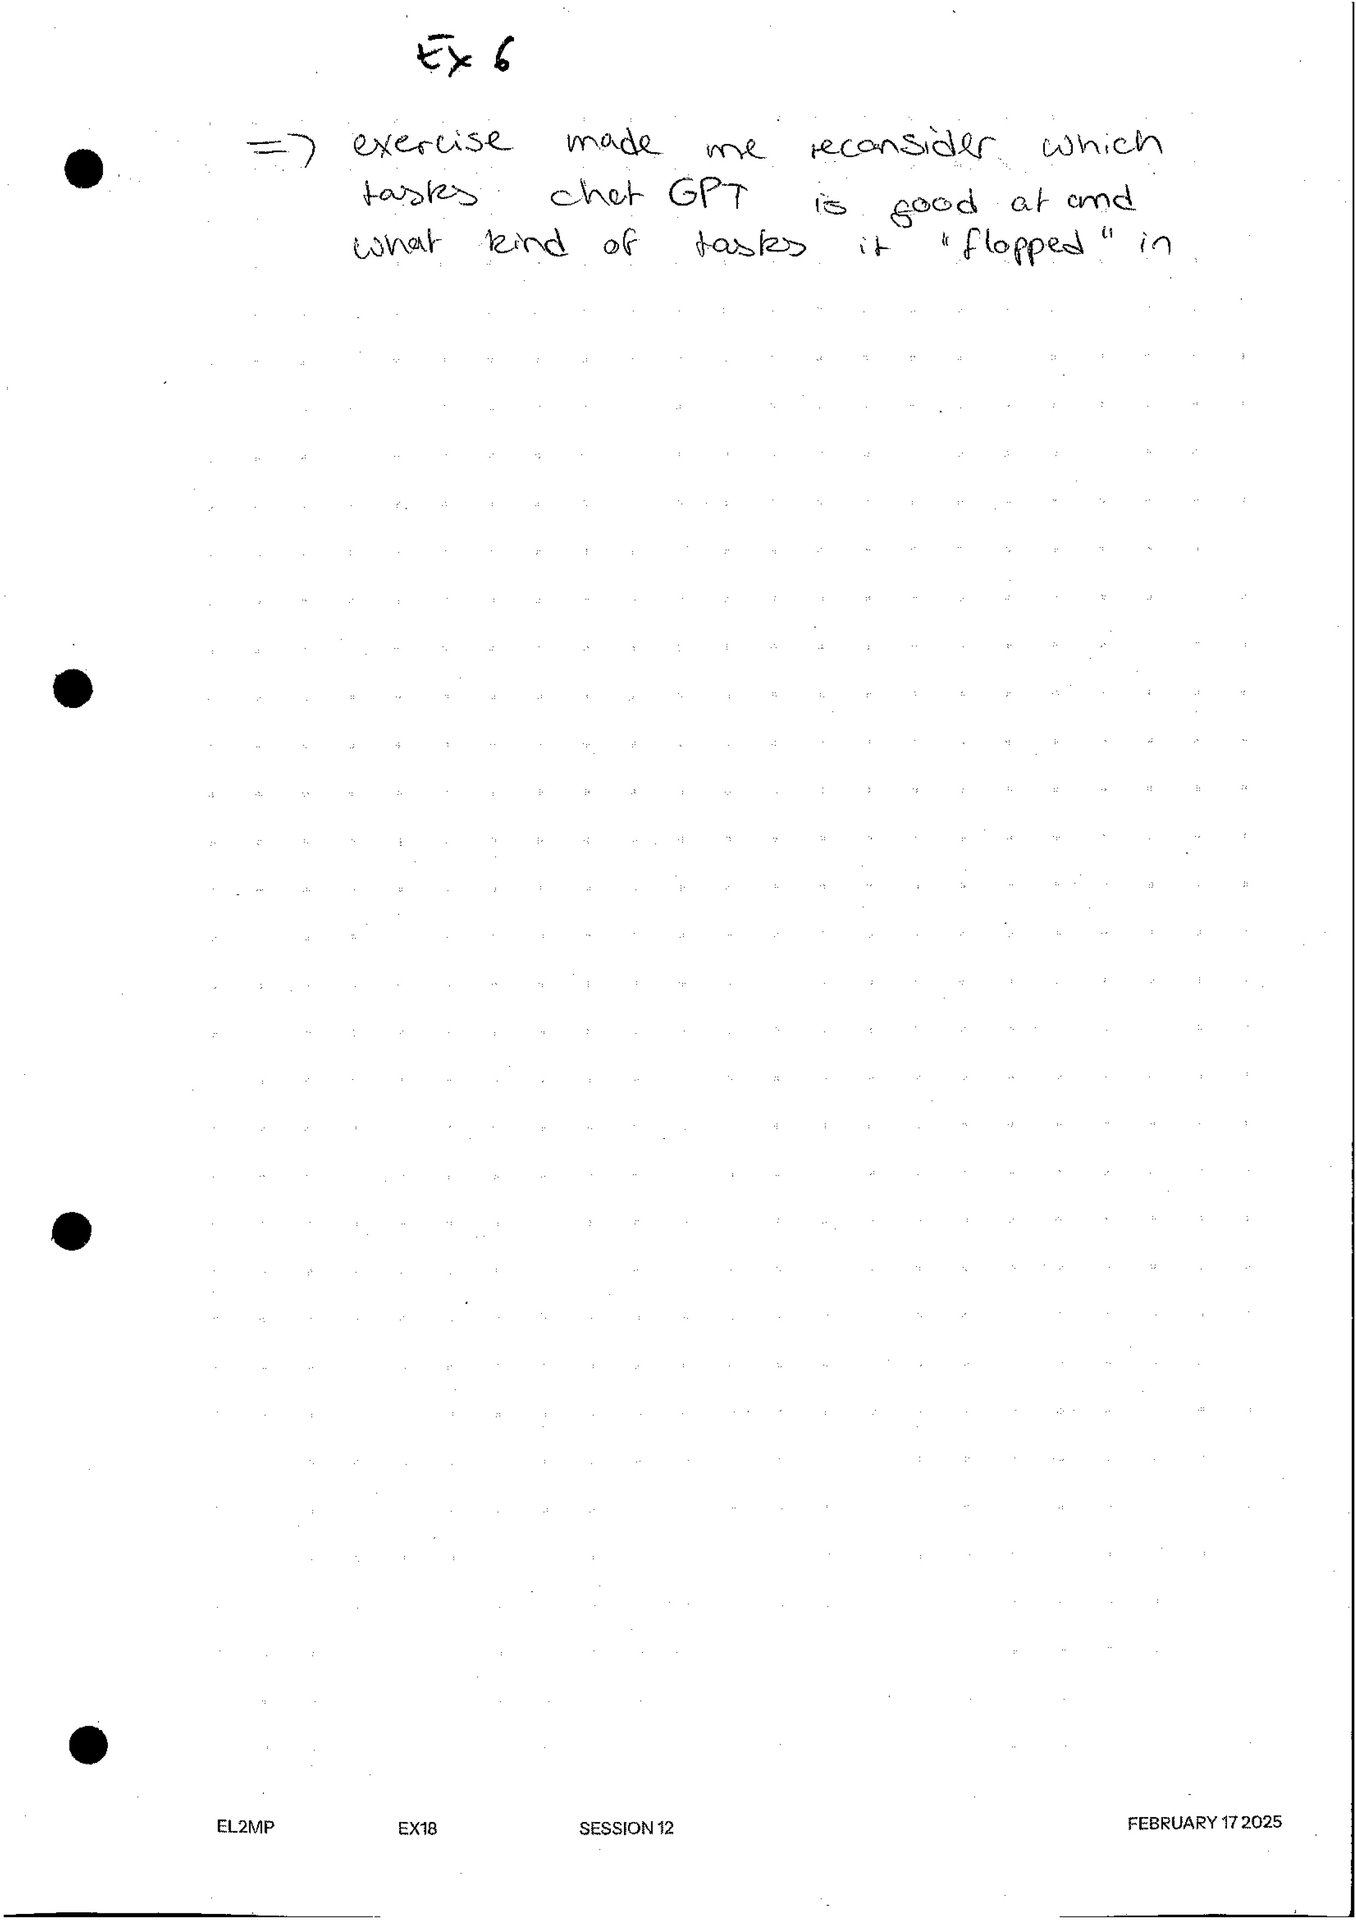 Ex 6
=> exercise made me reconsider which
tasks chat GPT is good at and
what kind of tasks it "flopped" in
EL2MP EX18 SESSION 12 FEBRUARY 17 2025